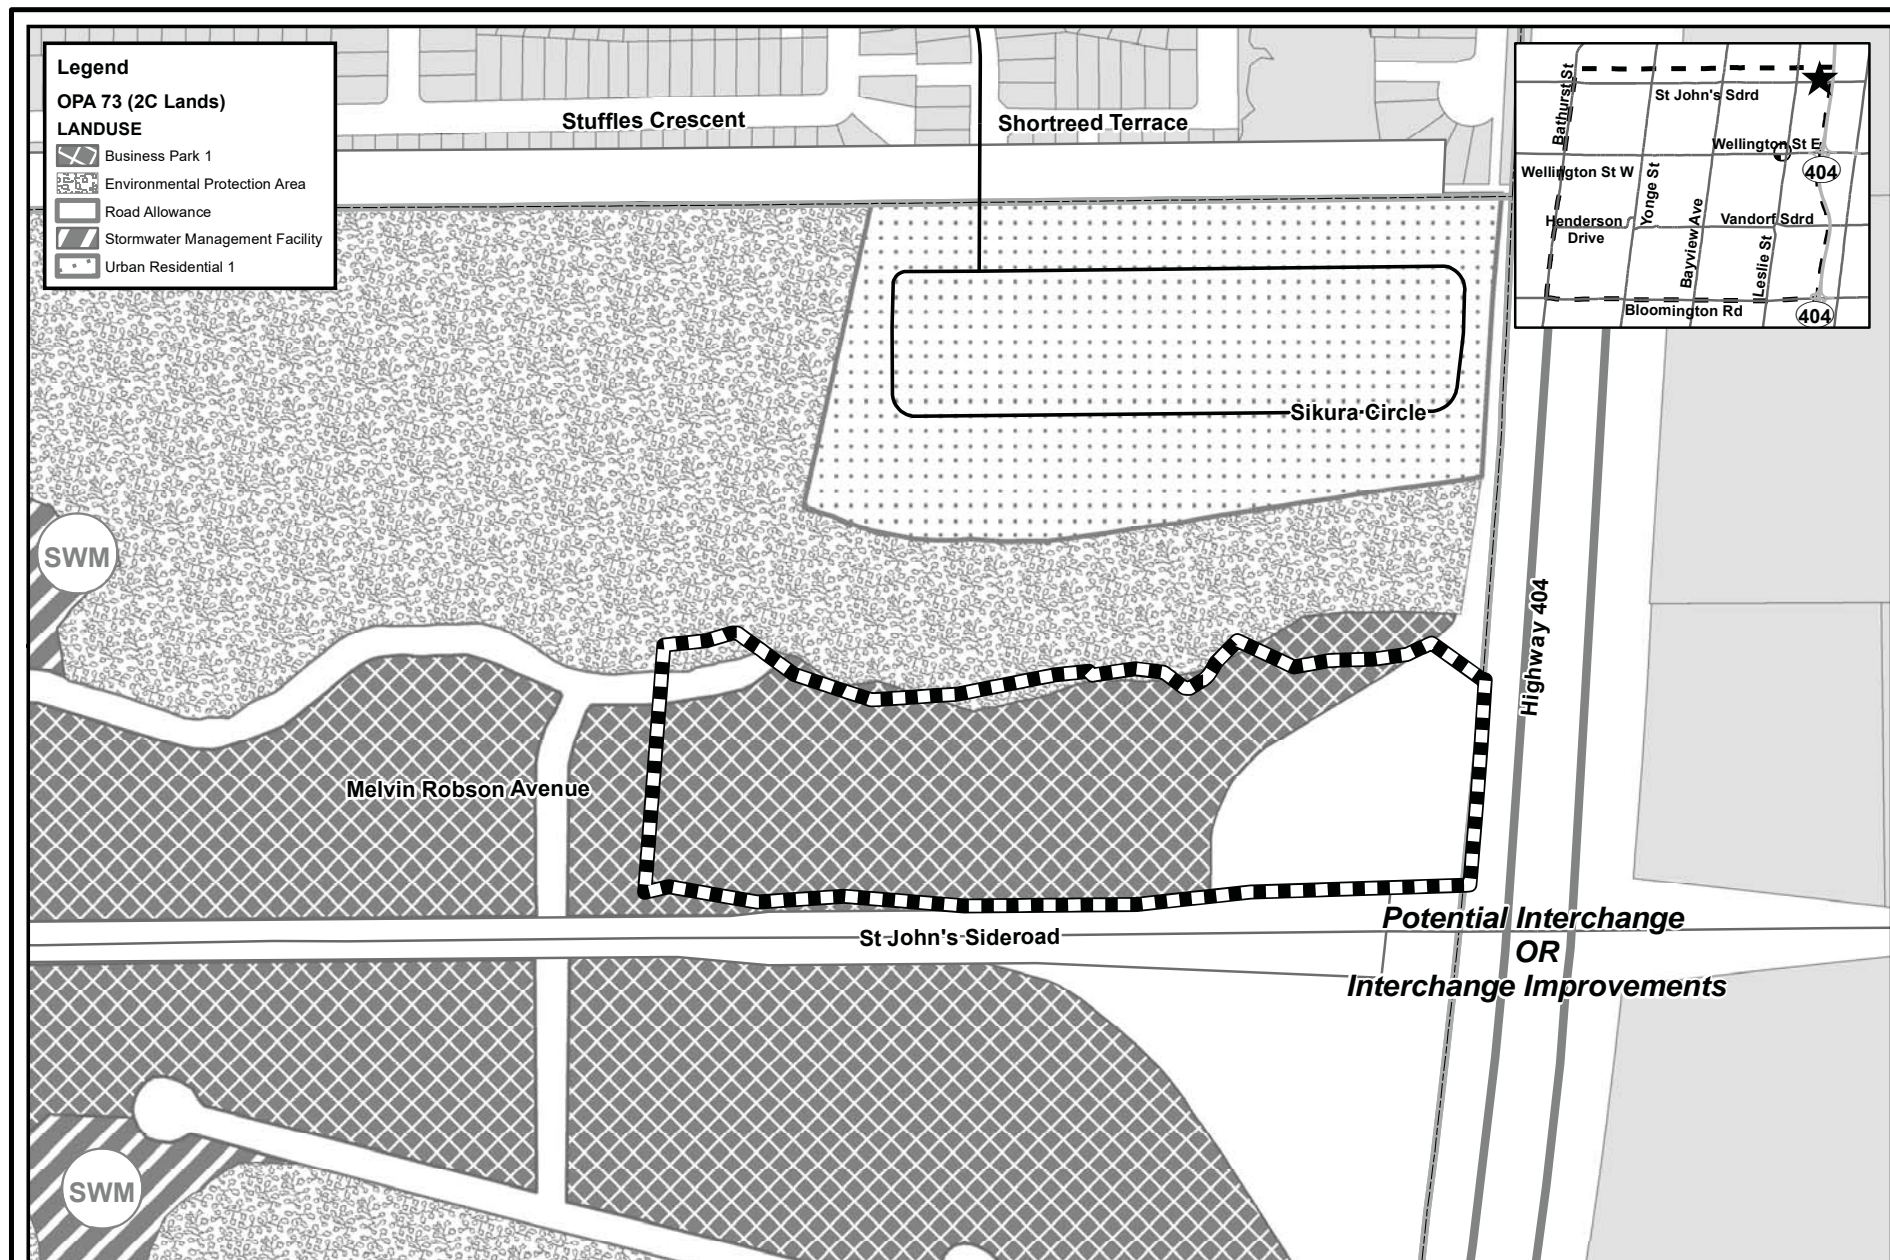 Legend
OPA 73 (2C Lands)
LANDUSE
Business Park 1
Environmental Protection Area
Road Allowance
Stormwater Management Facility
Urban Residential 1
Stuffles Crescent
Shortreed Terrace
Bathurst St
St John's Sdrd
Wellington St E
Wellington St W
404
Yonge St
Henderson
Drive
Bayview Ave
Vandorf Sdrd
Leslie St
Bloomington Rd
404
Sikura Circle
SWM
Highway 404
Melvin Robson Avenue
St John's Sideroad
Potential Interchange
OR
Interchange Improvements
SWM